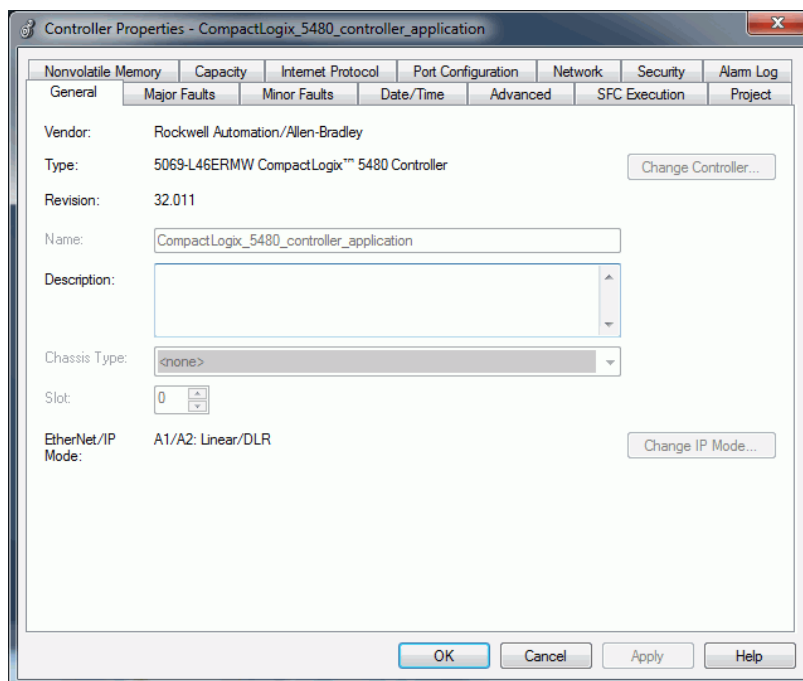 Controller Properties - CompactLogix_5480_controller_application
X
Nonvolatile Memory Capacity Internet Protocol Port Configuration Network Security Alarm Log
General Major Faults Minor Faults Date/Time Advanced SFC Execution Project
Vendor: Rockwell Automation/Allen-Bradley
Type: 5069-L46ERMW CompactLogix™ 5480 Controller Change Controller...
Revision: 32.011
Name: CompactLogix_5480_controller_application
Description:
Chassis Type: <none>
Slot: 0
EtherNet/IP A1/A2: Linear/DLR Change IP Mode...
Mode:
OK Cancel Apply Help